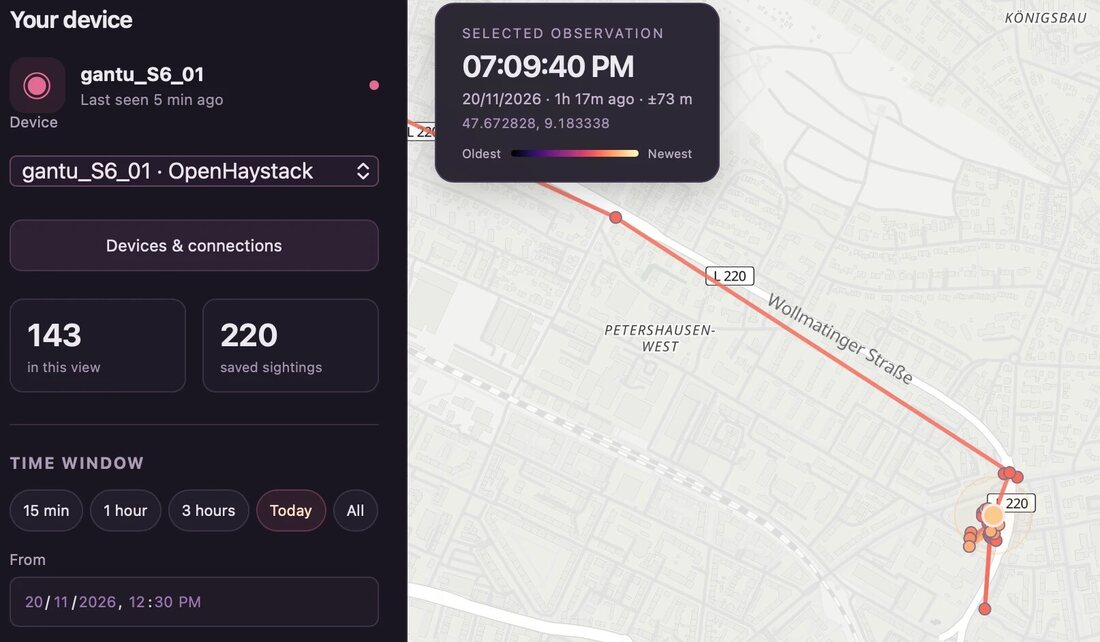 Your device
gantu_S6_01
Last seen 5 min ago
Device
gantu_S6_01 · OpenHaystack
Devices & connections
143
in this view
220
saved sightings
TIME WINDOW
15 min
1 hour
3 hours
Today
All
From
20/11/2026, 12:30 PM
SELECTED OBSERVATION
07:09:40 PM
20/11/2026 · 1h 17m ago · ±73 m
47.672828, 9.183338
Oldest
Newest
KÖNIGSBAU
L 220
L 220
Wollmatinger Straße
PETERSHAUSEN-
WEST
220